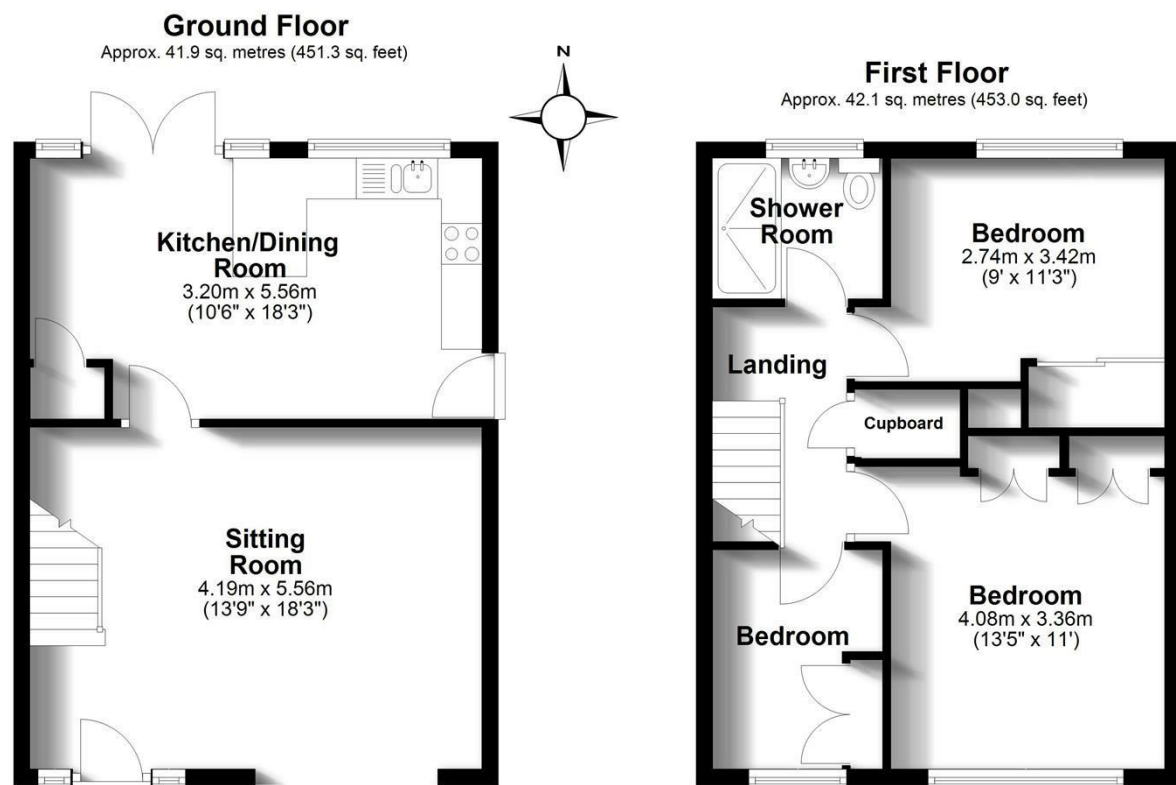 Ground Floor
Approx. 41.9 sq. metres (451.3 sq. feet)
N
Kitchen/Dining
Room
3.20m x 5.56m
(10'6" x 18'3")
Sitting
Room
4.19m x 5.56m
(13'9" x 18'3")
First Floor
Approx. 42.1 sq. metres (453.0 sq. feet)
Shower
Room
Bedroom
2.74m x 3.42m
(9' x 11'3")
Landing
Cupboard
Bedroom
4.08m x 3.36m
(13'5" x 11')
Bedroom